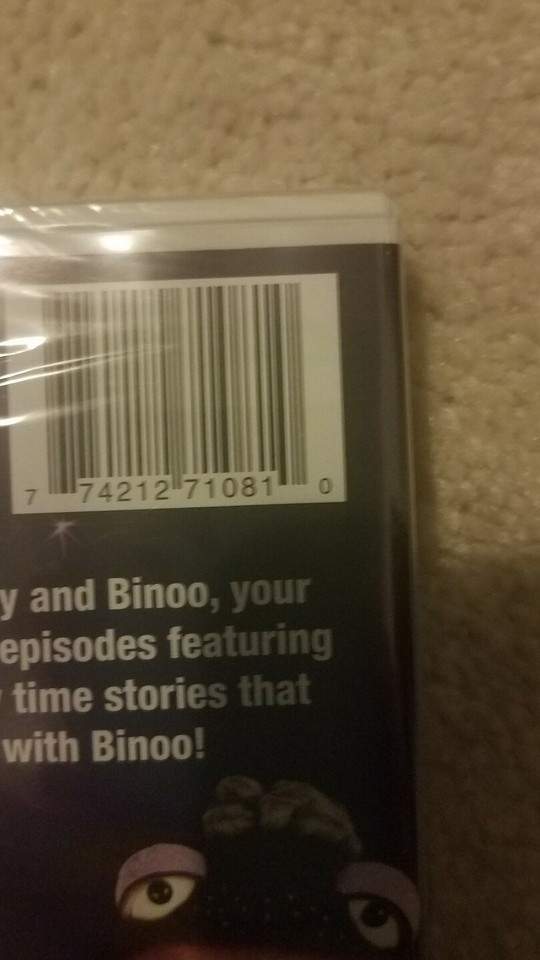 7 74212 71081 0
y and Binoo, your
episodes featuring
time stories that
with Binoo!